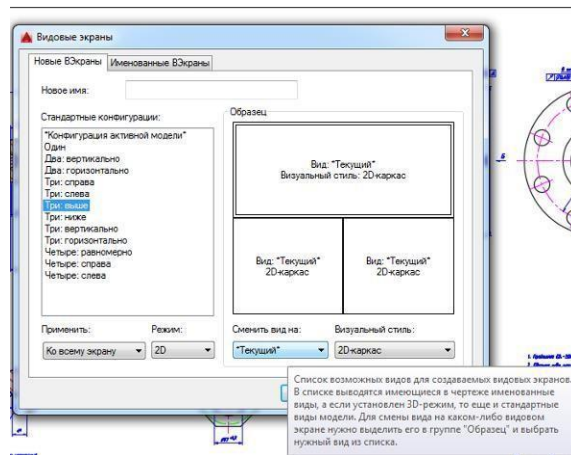 Видовые экраны
Новые ВЭкраны
Именованные ВЭкраны
Новое имя:
Стандартные конфигурации:
*Конфигурация активной модели*
Один
Два: вертикально
Два: горизонтально
Три: справа
Три: слева
Три: выше
Три: ниже
Три: вертикально
Три: горизонтально
Четыре: равномерно
Четыре: справа
Четыре: слева
Образец
Вид: *Текущий*
Визуальный стиль: 2D-каркас
Вид: *Текущий*
2D-каркас
Вид: *Текущий*
2D-каркас
Применить:
Режим:
Сменить вид на:
Визуальный стиль:
Ко всему экрану
2D
*Текущий*
2D-каркас
Список возможных видов для создаваемых видовых экранов.
В списке выводятся имеющиеся в чертеже именованные
виды, а если установлен 3D-режим, то еще и стандартные
виды модели. Для смены вида на каком-либо видовом
экране нужно выделить его в группе "Образец" и выбрать
нужный вид из списка.